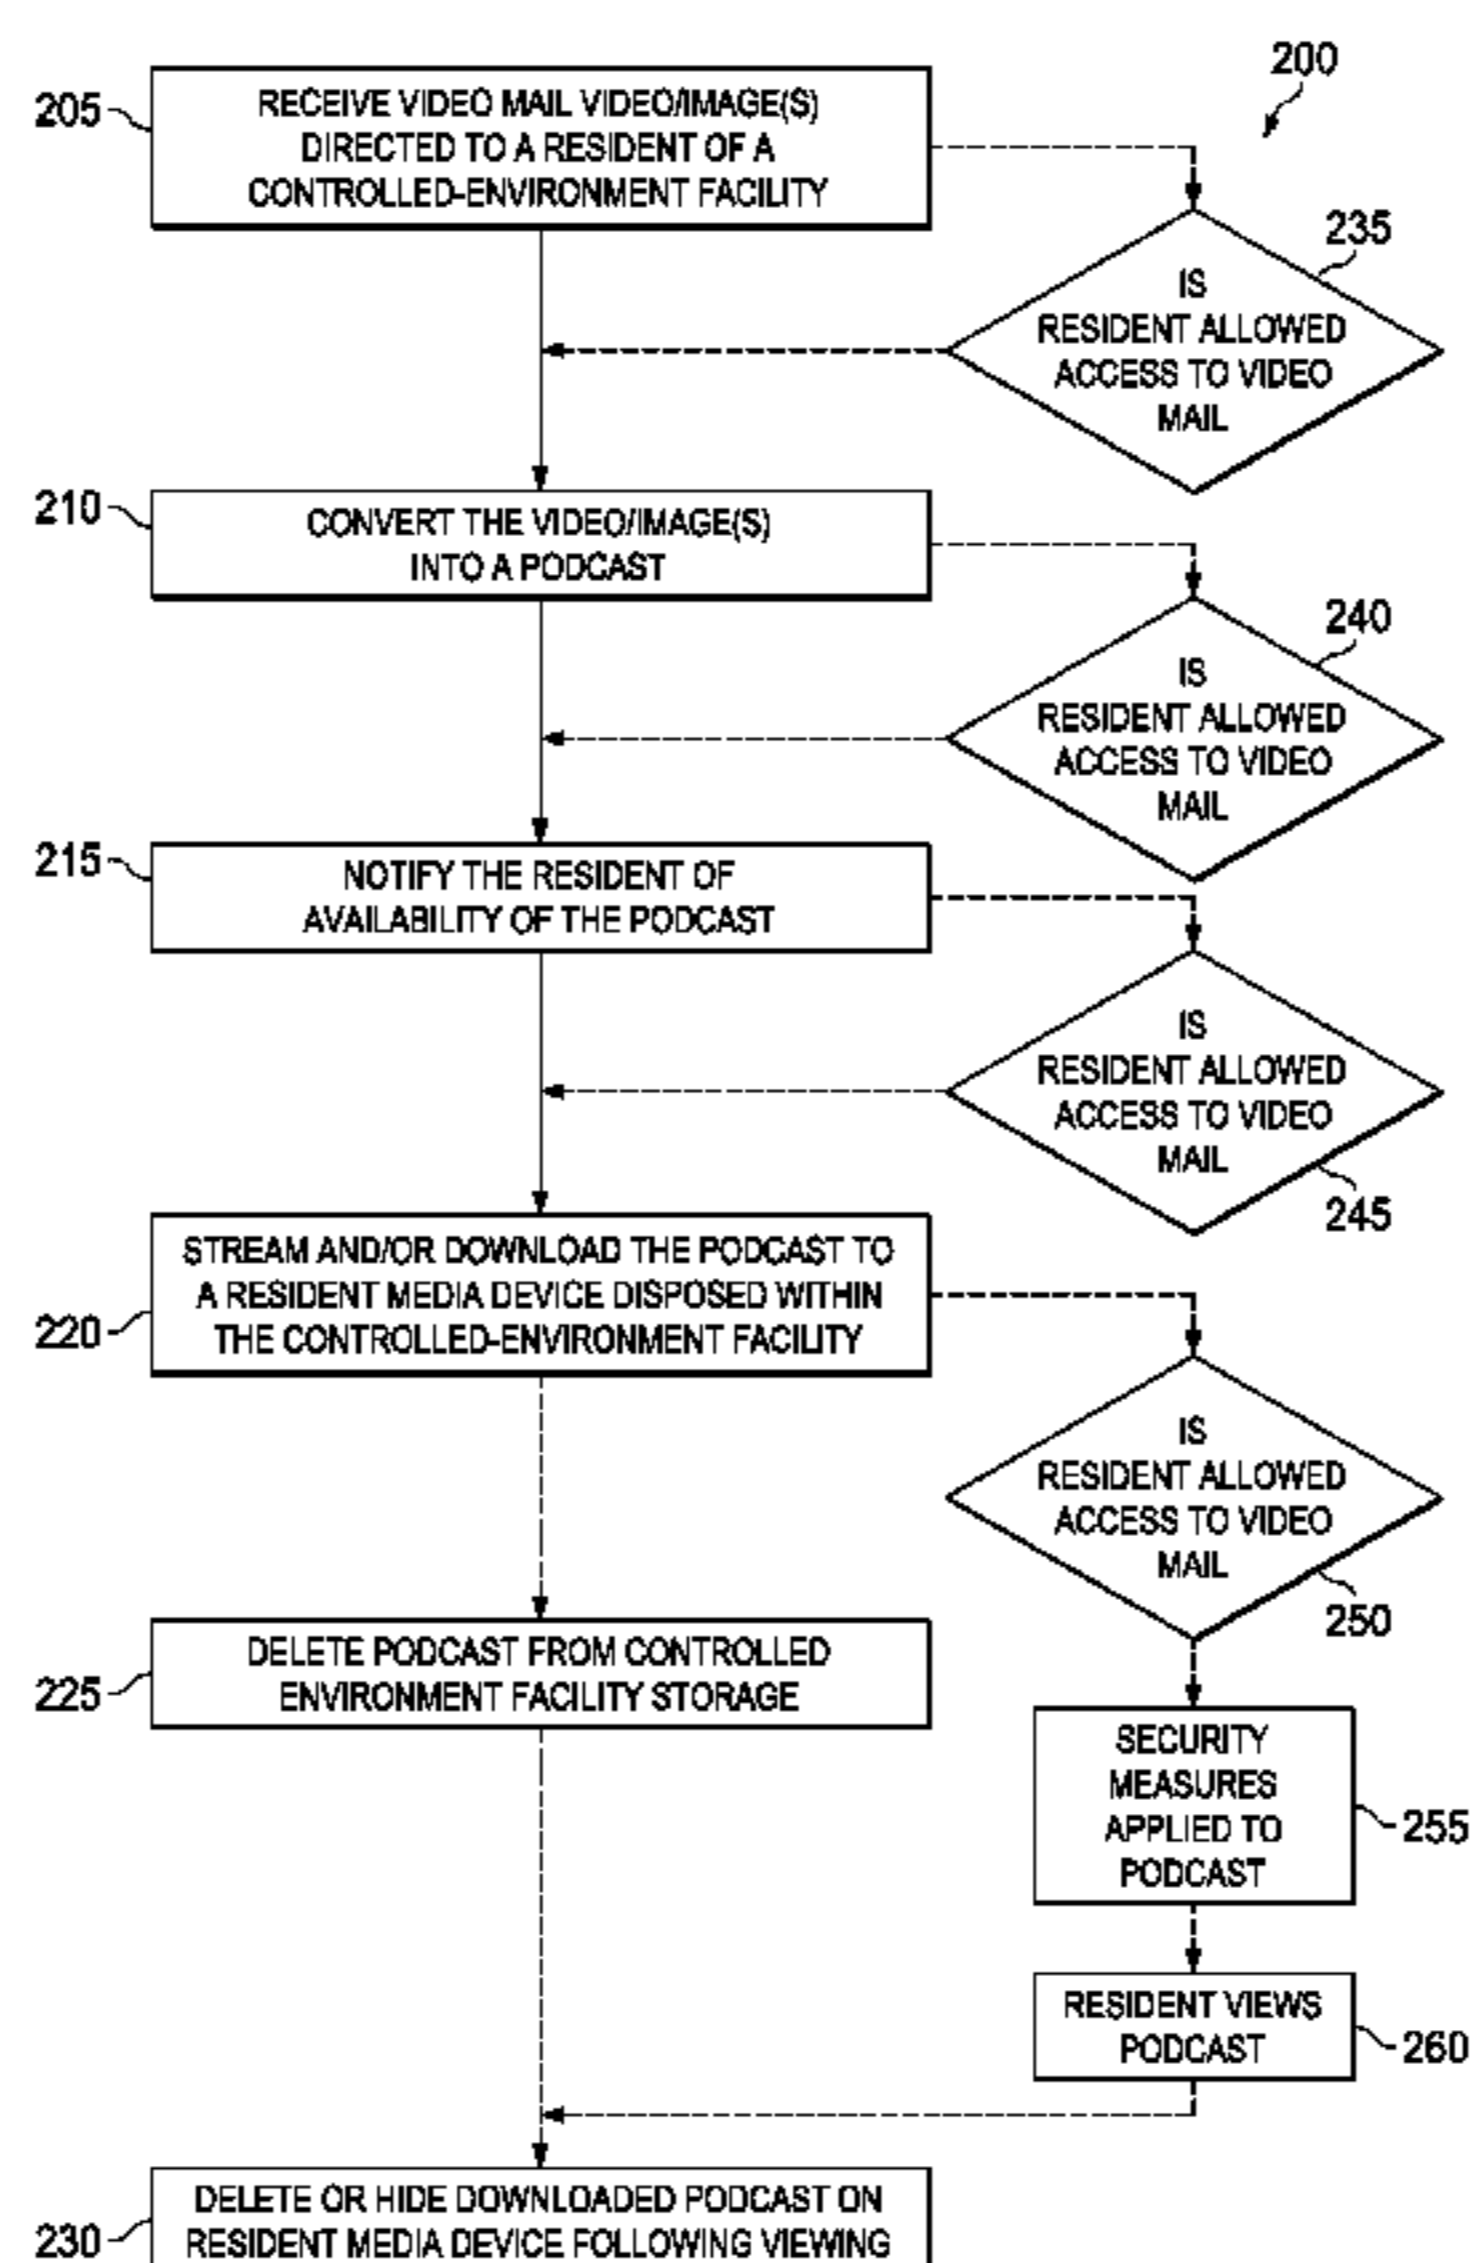 200
205
RECEIVE VIDEO MAIL VIDEO/IMAGE(S)
DIRECTED TO A RESIDENT OF A
CONTROLLED-ENVIRONMENT FACILITY
235
IS
RESIDENT ALLOWED
ACCESS TO VIDEO
MAIL
210
CONVERT THE VIDEO/IMAGE(S)
INTO A PODCAST
240
IS
RESIDENT ALLOWED
ACCESS TO VIDEO
MAIL
215
NOTIFY THE RESIDENT OF
AVAILABILITY OF THE PODCAST
IS
RESIDENT ALLOWED
ACCESS TO VIDEO
MAIL
245
220
STREAM AND/OR DOWNLOAD THE PODCAST TO
A RESIDENT MEDIA DEVICE DISPOSED WITHIN
THE CONTROLLED-ENVIRONMENT FACILITY
IS
RESIDENT ALLOWED
ACCESS TO VIDEO
MAIL
250
225
DELETE PODCAST FROM CONTROLLED
ENVIRONMENT FACILITY STORAGE
SECURITY
MEASURES
APPLIED TO
PODCAST
255
RESIDENT VIEWS
PODCAST
260
230
DELETE OR HIDE DOWNLOADED PODCAST ON
RESIDENT MEDIA DEVICE FOLLOWING VIEWING